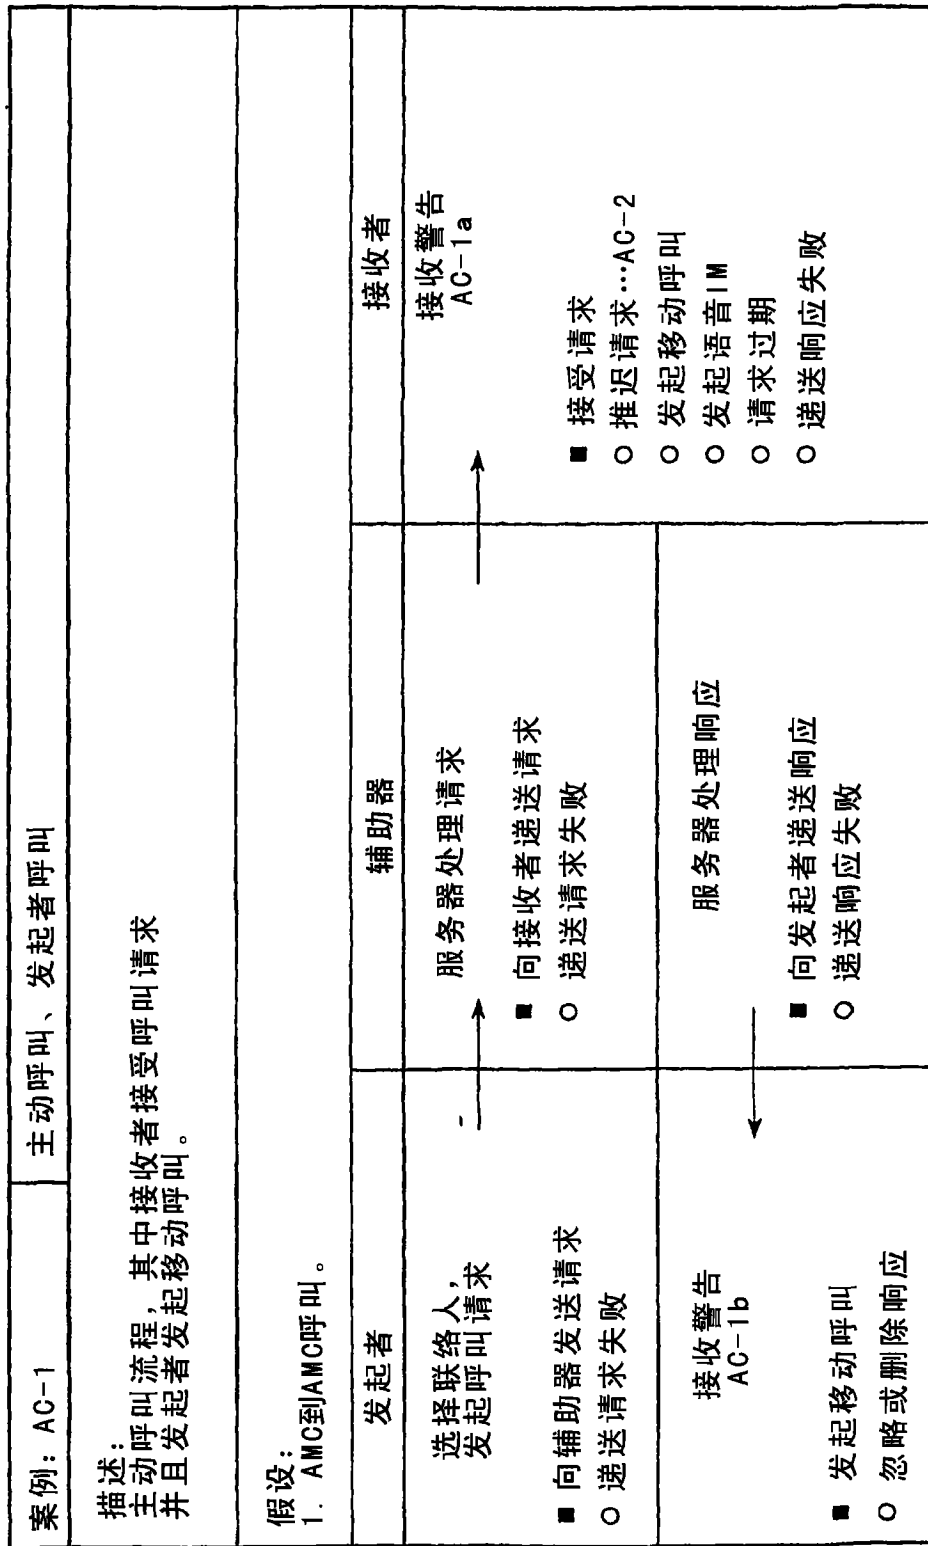 案例：AC-1
主动呼叫、发起者呼叫
描述：
主动呼叫流程，其中接收者接受呼叫请求
并且发起者发起移动呼叫。
假设：
1. AMC到AMC呼叫。
发起者
辅助器
接收者
选择联络人，
发起呼叫请求
■ 向辅助器发送请求
○ 递送请求失败
服务器处理请求
■ 向接收者递送请求
○ 递送请求失败
接收警告
AC-1a
■ 接受请求
○ 推迟请求…AC-2
○ 发起移动呼叫
○ 发起语音IM
○ 请求过期
○ 递送响应失败
服务器处理响应
■ 向发起者递送响应
○ 递送响应失败
接收警告
AC-1b
■ 发起移动呼叫
○ 忽略或删除响应